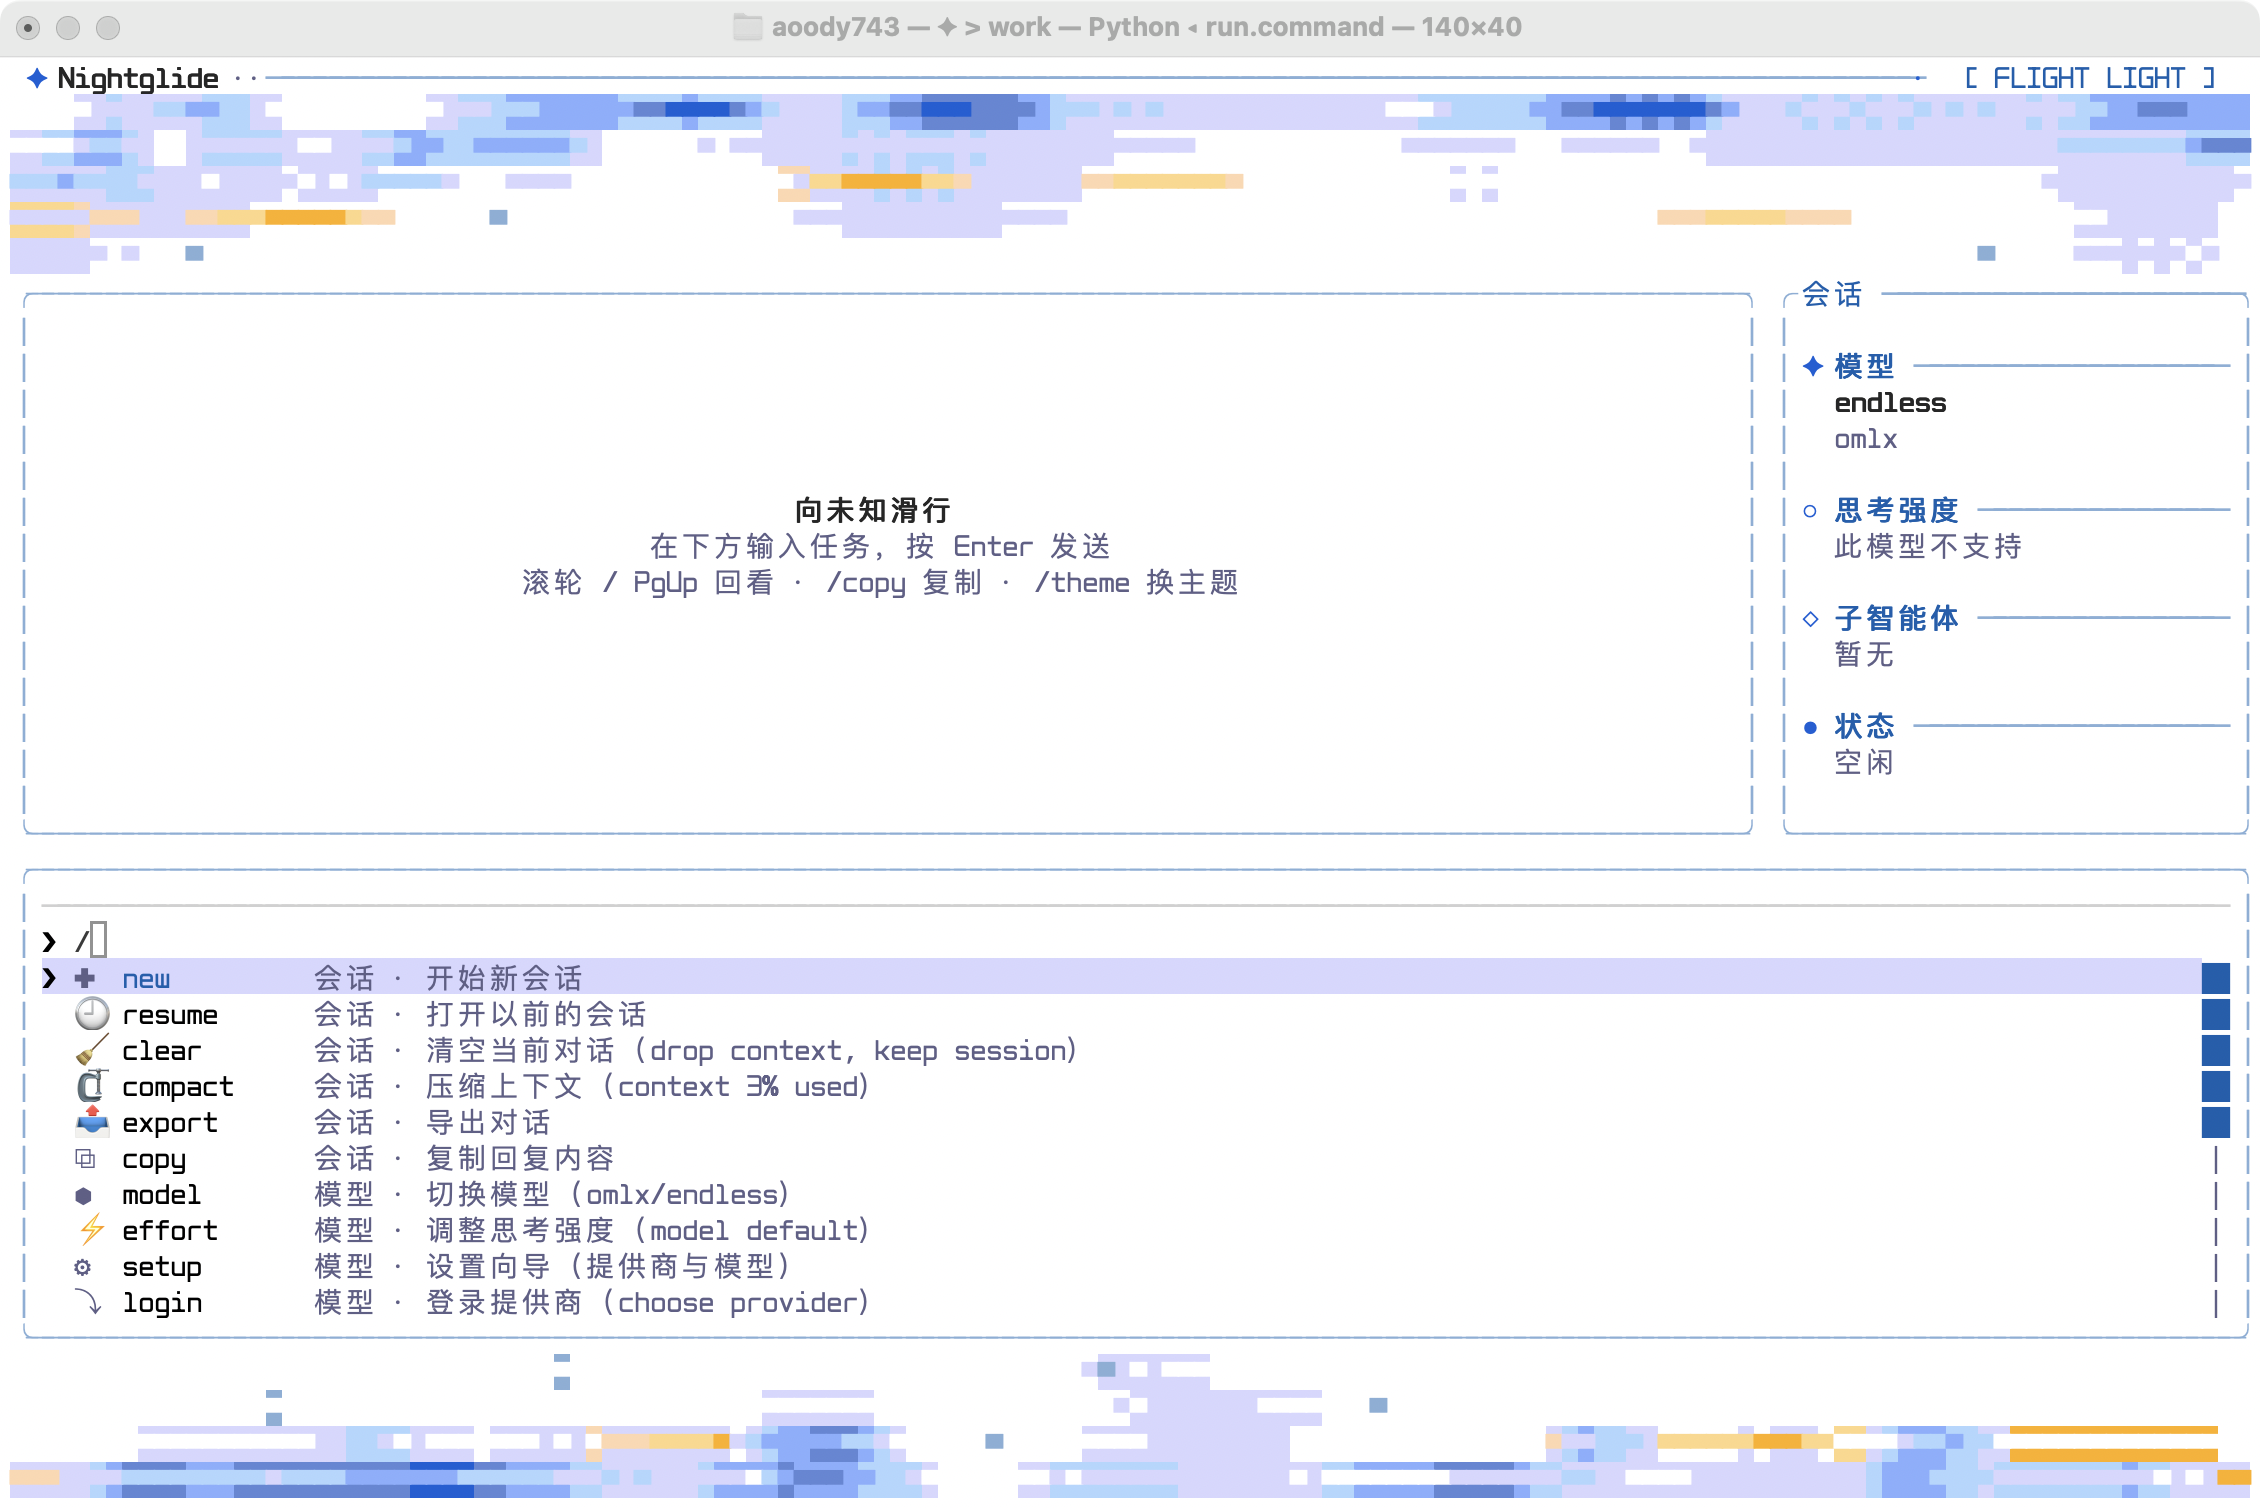 aoody743 — ✦ > work — Python ◂ run.command — 140×40
✦ Nightglide ·· [ FLIGHT LIGHT ]
向未知滑行
在下方输入任务, 按 Enter 发送
滚轮 / PgUp 回看 · /copy 复制 · /theme 换主题
会话
✦ 模型
endless
omlx
○ 思考强度
此模型不支持
◇ 子智能体
暂无
● 状态
空闲
❯ /
❯ ✚ new 会话 · 开始新会话
🕘 resume 会话 · 打开以前的会话
🧹 clear 会话 · 清空当前对话 (drop context, keep session)
🗜 compact 会话 · 压缩上下文 (context 3% used)
📤 export 会话 · 导出对话
⧉ copy 会话 · 复制回复内容
⬢ model 模型 · 切换模型 (omlx/endless)
⚡ effort 模型 · 调整思考强度 (model default)
⚙ setup 模型 · 设置向导 (提供商与模型)
⤵ login 模型 · 登录提供商 (choose provider)